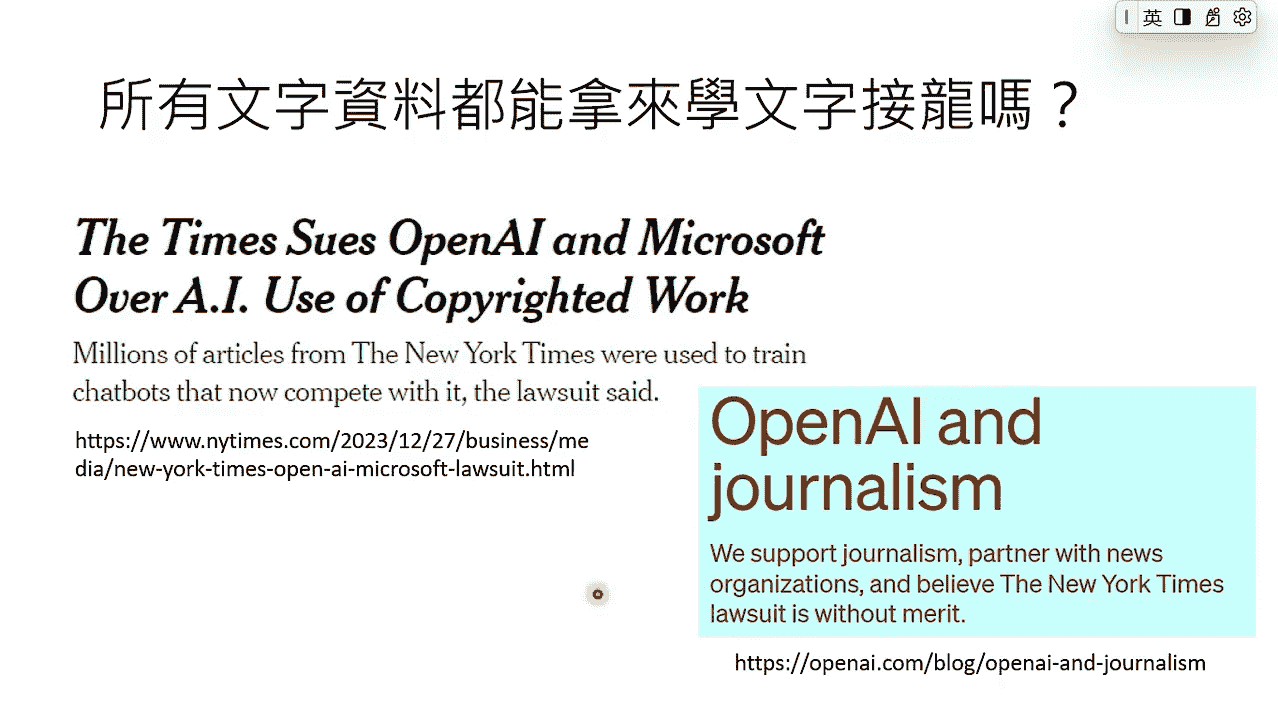 英
所有文字資料都能拿來學文字接龍嗎？
The Times Sues OpenAI and Microsoft
Over A.I. Use of Copyrighted Work
Millions of articles from The New York Times were used to train
chatbots that now compete with it, the lawsuit said.
https://www.nytimes.com/2023/12/27/business/me
dia/new-york-times-open-ai-microsoft-lawsuit.html
OpenAI and
journalism
We support journalism, partner with news
organizations, and believe The New York Times
lawsuit is without merit.
https://openai.com/blog/openai-and-journalism